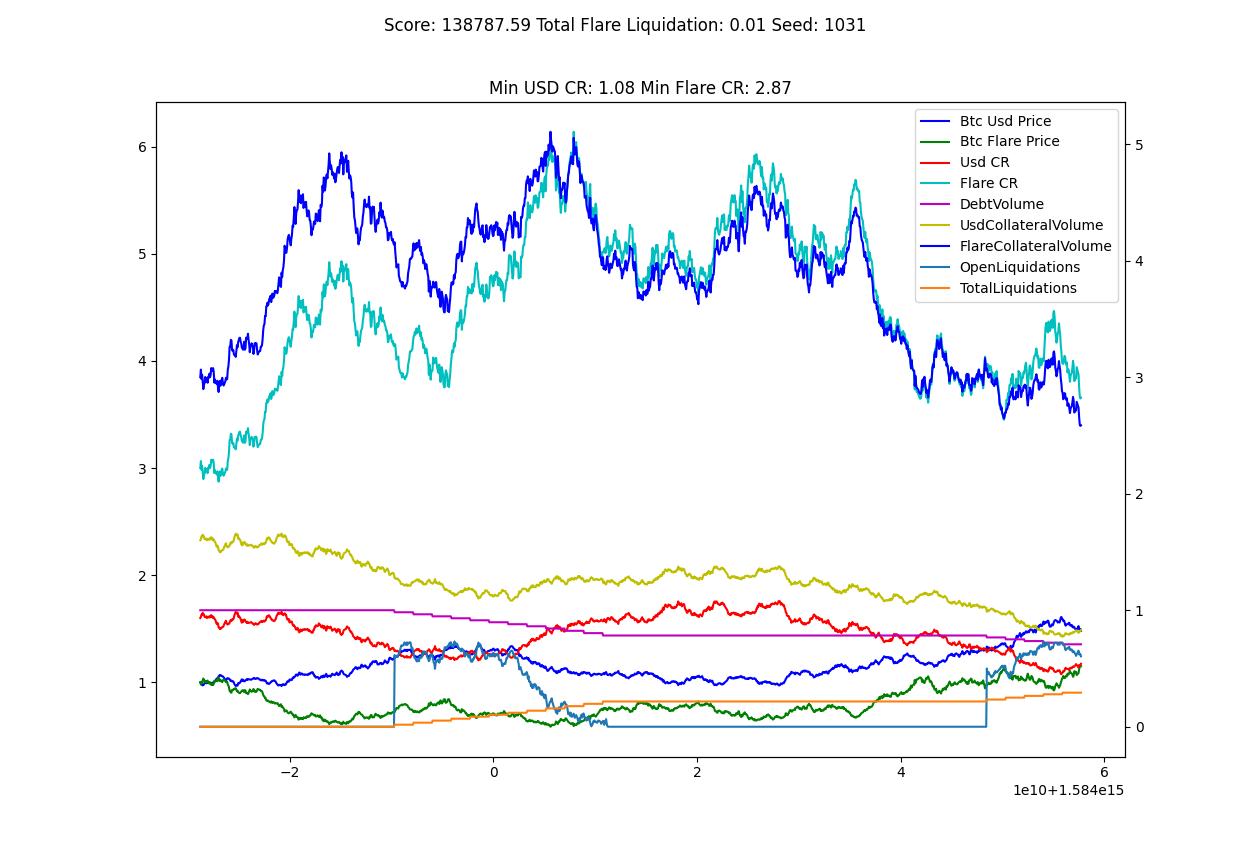 Score: 138787.59 Total Flare Liquidation: 0.01 Seed: 1031
Min USD CR: 1.08 Min Flare CR: 2.87
Btc Usd Price
Btc Flare Price
Usd CR
Flare CR
DebtVolume
UsdCollateralVolume
FlareCollateralVolume
OpenLiquidations
TotalLiquidations
6
5
4
3
2
1
5
4
3
2
1
0
−2
0
2
4
6
1e10+1.584e15